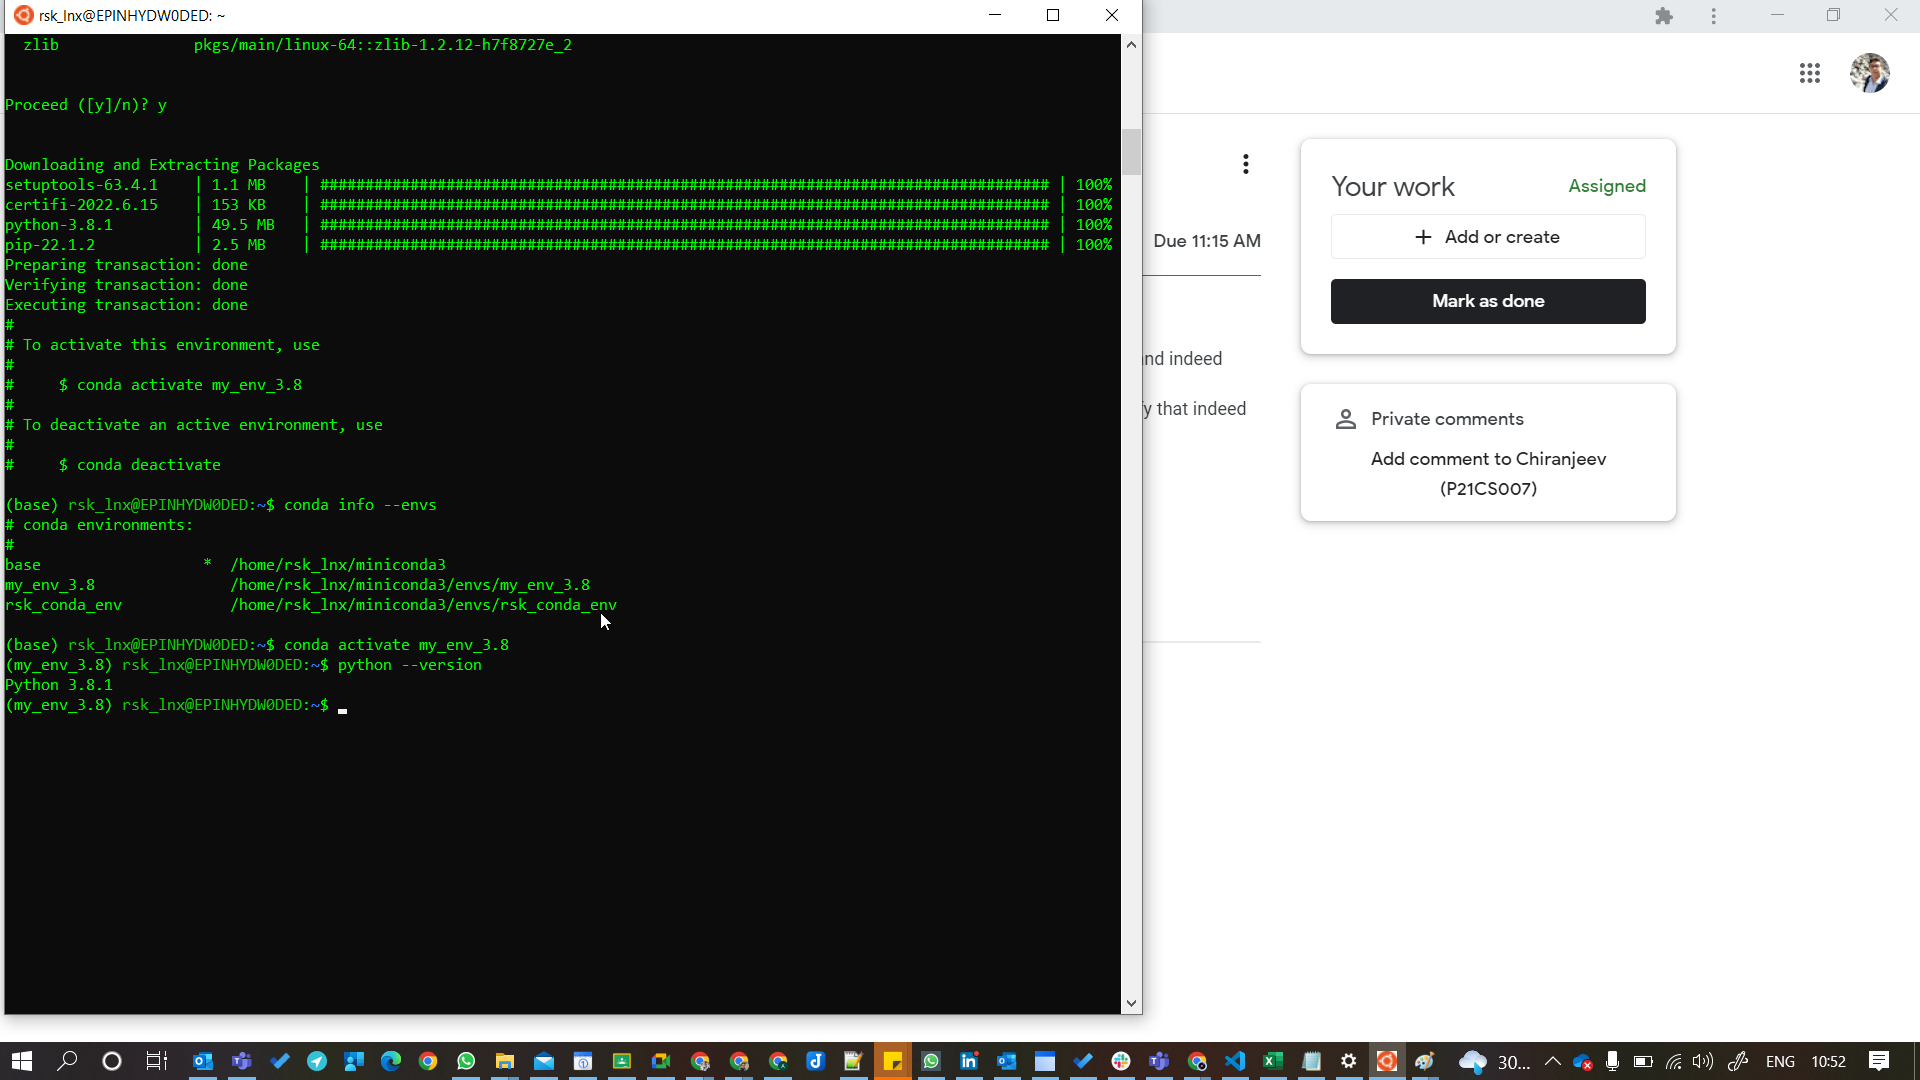 rsk_lnx@EPINHYDW0DED: ~
zlib pkgs/main/linux-64::zlib-1.2.12-h7f8727e_2
Proceed ([y]/n)? y
Downloading and Extracting Packages
setuptools-63.4.1 | 1.1 MB | ################################################################################# | 100%
certifi-2022.6.15 | 153 KB | ################################################################################# | 100%
python-3.8.1 | 49.5 MB | ################################################################################# | 100%
pip-22.1.2 | 2.5 MB | ################################################################################# | 100%
Preparing transaction: done
Verifying transaction: done
Executing transaction: done
#
# To activate this environment, use
#
# $ conda activate my_env_3.8
#
# To deactivate an active environment, use
#
# $ conda deactivate
(base) rsk_lnx@EPINHYDW0DED:~$ conda info --envs
# conda environments:
#
base * /home/rsk_lnx/miniconda3
my_env_3.8 /home/rsk_lnx/miniconda3/envs/my_env_3.8
rsk_conda_env /home/rsk_lnx/miniconda3/envs/rsk_conda_env
(base) rsk_lnx@EPINHYDW0DED:~$ conda activate my_env_3.8
(my_env_3.8) rsk_lnx@EPINHYDW0DED:~$ python --version
Python 3.8.1
(my_env_3.8) rsk_lnx@EPINHYDW0DED:~$
Due 11:15 AM
nd indeed
y that indeed
Your work
Assigned
+ Add or create
Mark as done
Private comments
Add comment to Chiranjeev
(P21CS007)
30...
ENG
10:52